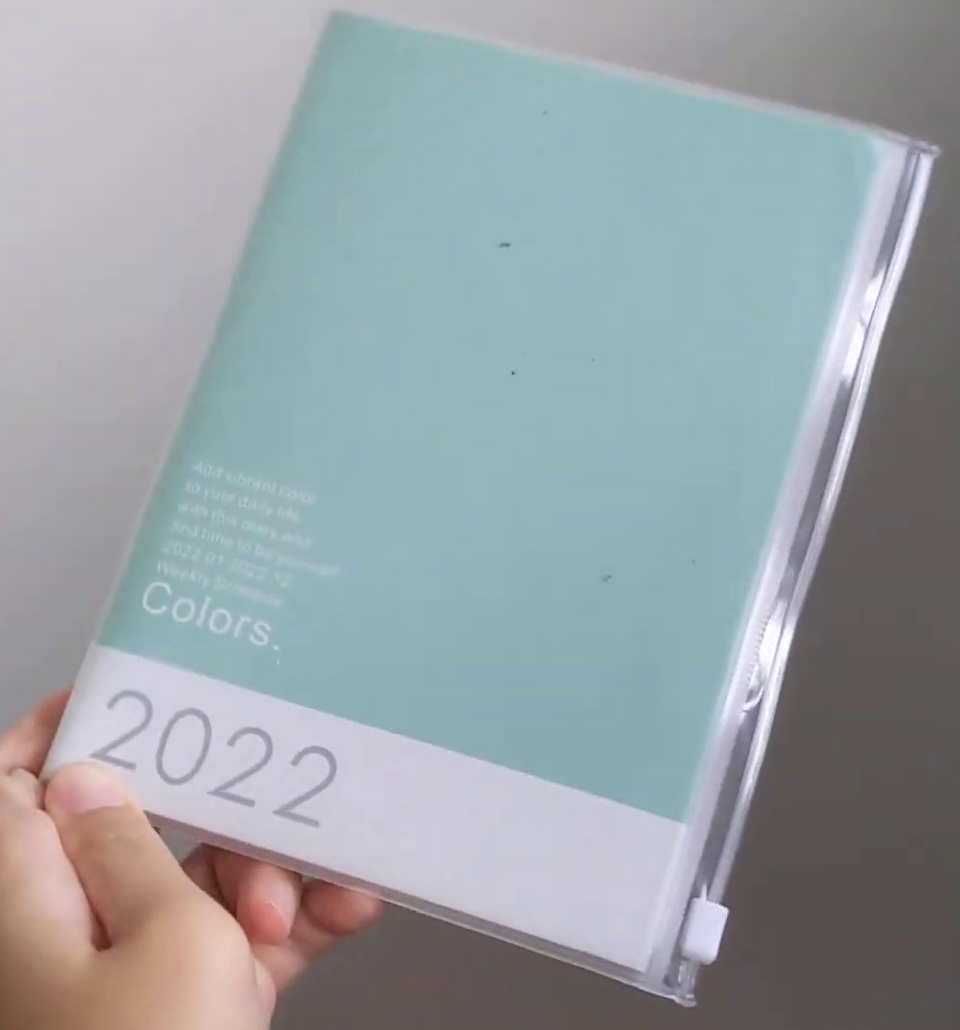 Add vibrant color
to your daily life,
with this diary and
find time to be yourself
2022.01-2022.12
Weekly Schedule
Colors.
2022